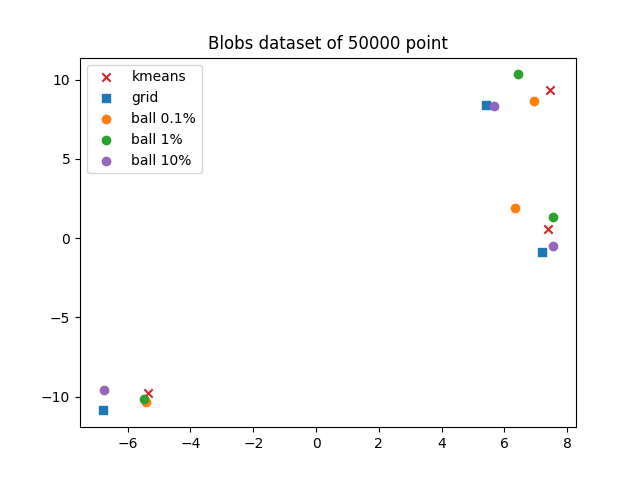 Blobs dataset of 50000 point
kmeans
grid
ball 0.1%
ball 1%
ball 10%
10
5
0
−5
−10
−6 −4 −2 0 2 4 6 8